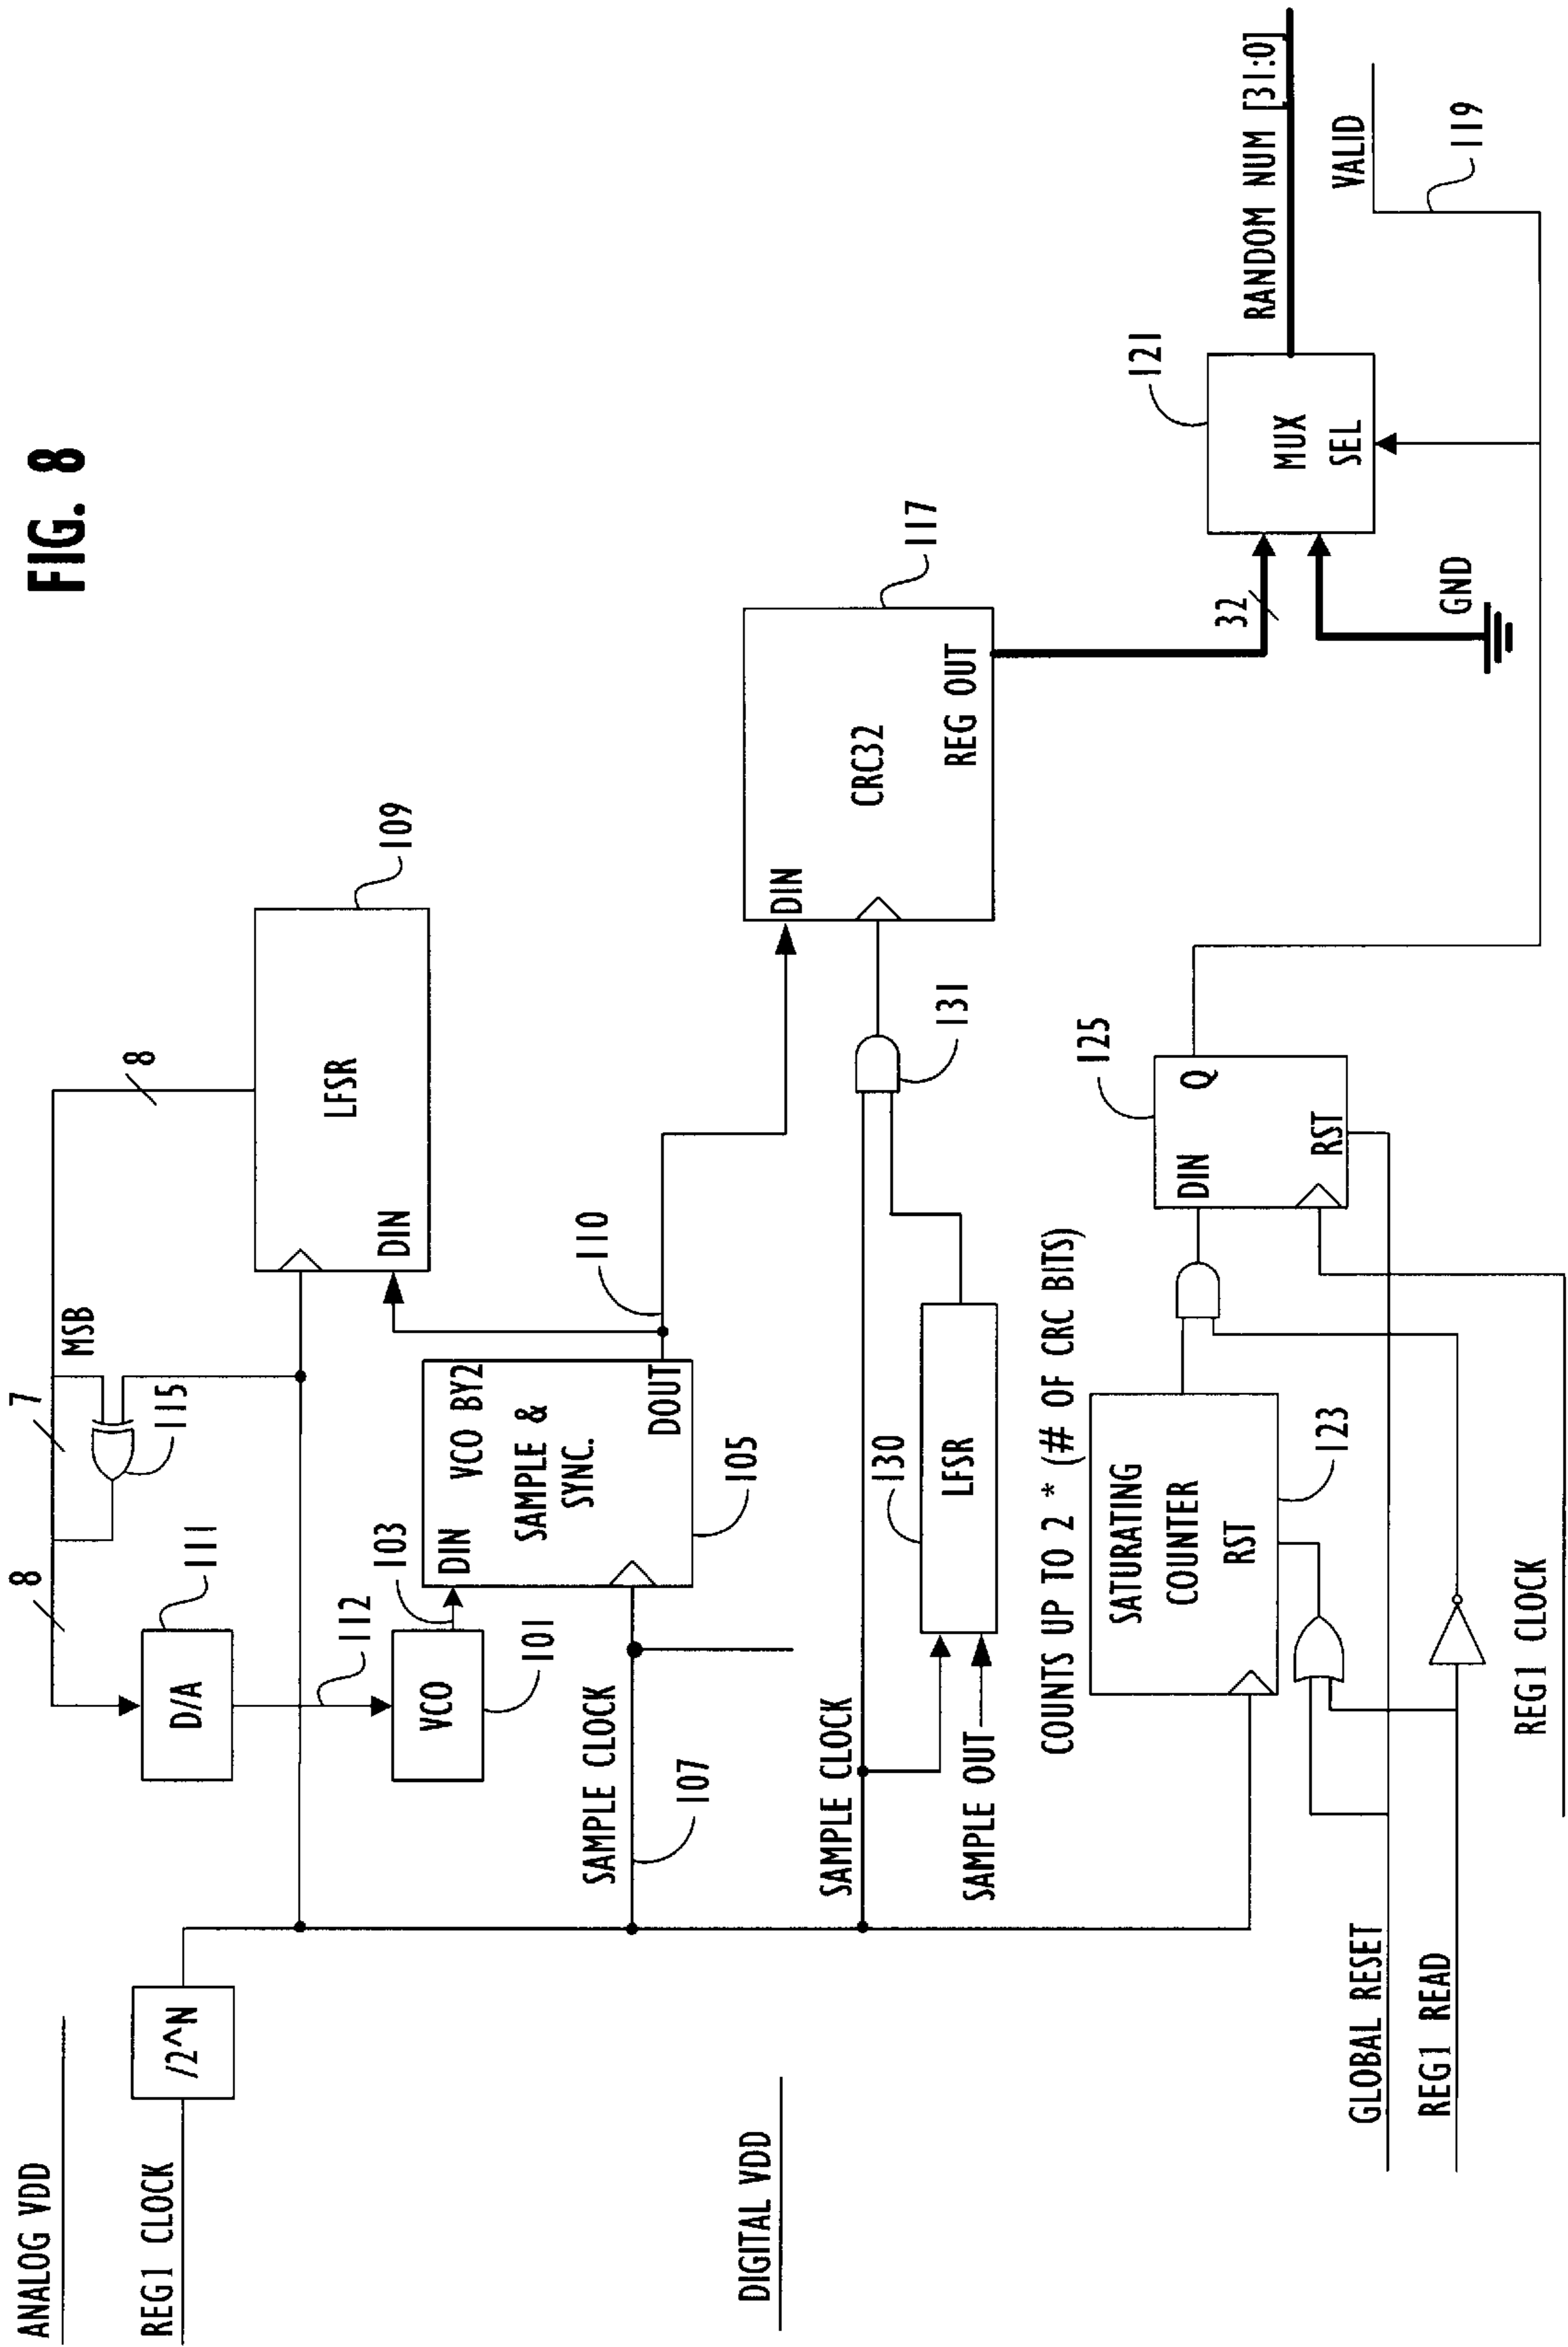 FIG. 8
ANALOG VDD
REG1 CLOCK
/2^N
8
7
MSB
8
115
D/A
111
112
VCO
101
103
DIN
VCO BY2
SAMPLE &
SYNC.
DOUT
105
110
LFSR
DIN
109
SAMPLE CLOCK
107
DIGITAL VDD
SAMPLE CLOCK
SAMPLE OUT
130
LFSR
131
DIN
CRC32
REG OUT
117
COUNTS UP TO 2 * (# OF CRC BITS)
SATURATING
COUNTER
RST
123
DIN
Q
RST
125
GLOBAL RESET
REG1 READ
REG1 CLOCK
32
GND
MUX
SEL
121
RANDOM NUM [31:0]
VALID
119